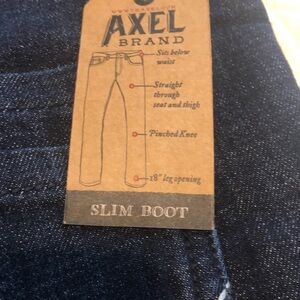 AXEL
BRAND
Sits below
waist
Straight
through
seat and thigh
Pinched Knee
18" leg opening
SLIM BOOT